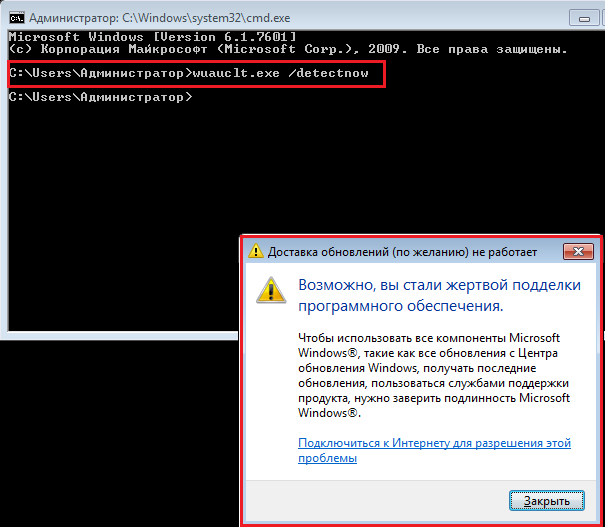 Администратор: C:\Windows\system32\cmd.exe
Microsoft Windows [Version 6.1.7601]
(c) Корпорация Майкрософт (Microsoft Corp.), 2009. Все права защищены.
C:\Users\Администратор>wuauclt.exe /detectnow
C:\Users\Администратор>
Доставка обновлений (по желанию) не работает
Возможно, вы стали жертвой подделки
программного обеспечения.
Чтобы использовать все компоненты Microsoft
Windows®, такие как все обновления с Центра
обновления Windows, получать последние
обновления, пользоваться службами поддержки
продукта, нужно заверить подлинность Microsoft
Windows®.
Подключиться к Интернету для разрешения этой
проблемы
Закрыть